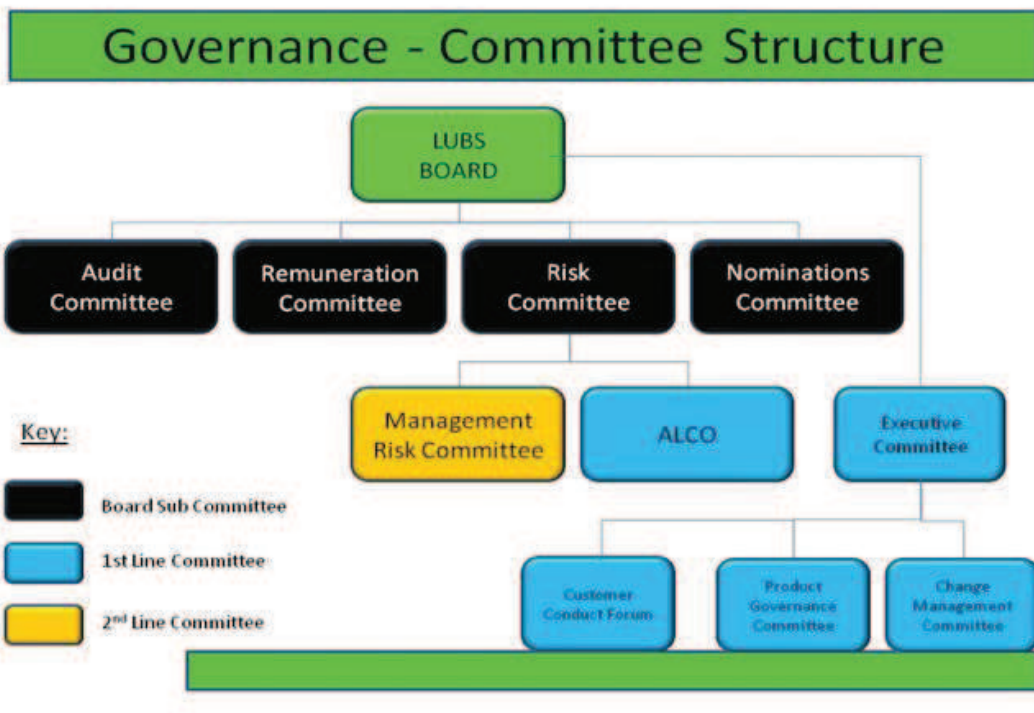 Governance - Committee Structure
LUBS
BOARD
Audit
Committee
Remuneration
Committee
Risk
Committee
Nominations
Committee
Management
Risk Committee
ALCO
Executive
Committee
Key:
Board Sub Committee
1st Line Committee
2nd Line Committee
Customer
Conduct Forum
Product
Governance
Committee
Change
Management
Committee